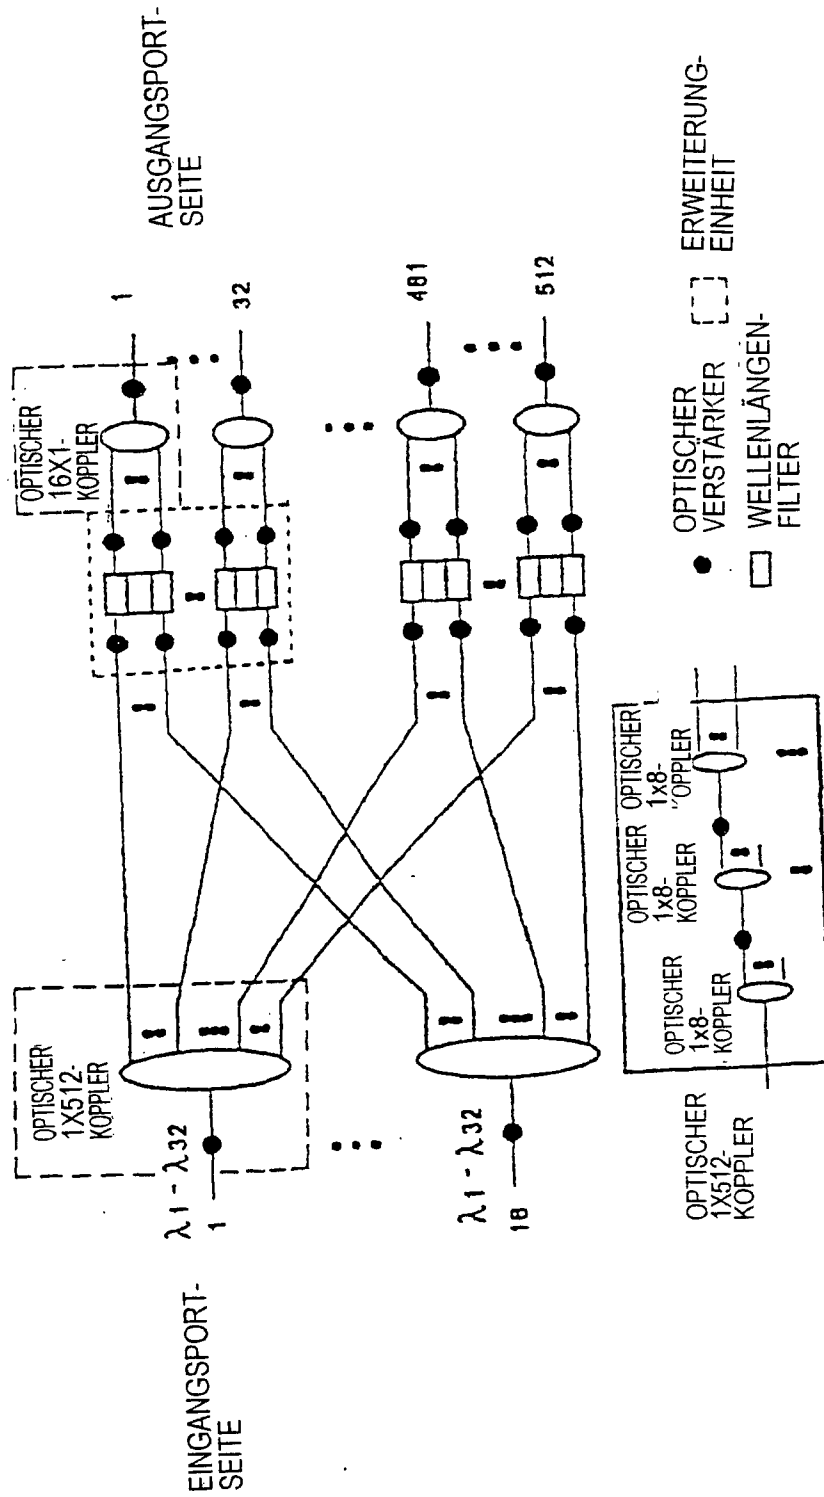 EINGANGSPORT-
SEITE
AUSGANGSPORT-
SEITE
OPTISCHER
1X512-
KOPPLER
λ1 - λ32
1
λ1 - λ32
16
OPTISCHER
16X1-
KOPPLER
1
32
481
512
OPTISCHER
1X512-
KOPPLER
OPTISCHER
1x8-
KOPPLER
OPTISCHER
1x8-
KOPPLER
OPTISCHER
1x8-
OPPLER
OPTISCHER
VERSTÄRKER
WELLENLÄNGEN-
FILTER
ERWEITERUNG-
EINHEIT